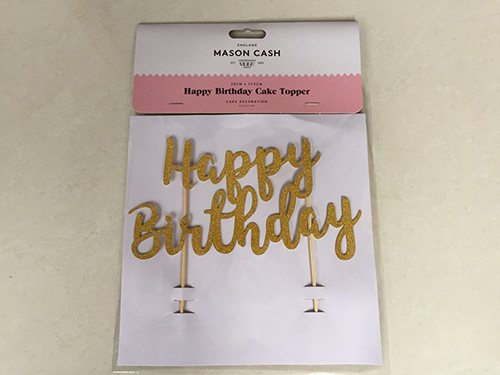 ENGLAND
MASON CASH
Happy Birthday Cake Topper
CAKE DECORATION
Happy
Birthday